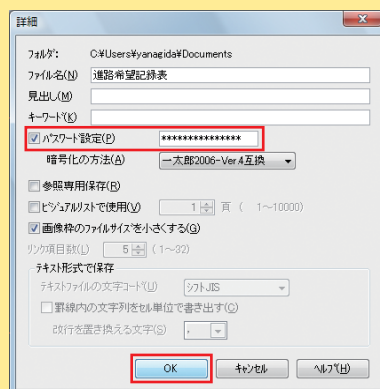 詳細
フォルダ: C:¥Users¥yanagida¥Documents
ファイル名(N) 進路希望記録表
見出し(M)
キーワード(K)
パスワード設定(P) ***************
暗号化の方法(A) 一太郎2006-Ver.4互換
参照専用保存(R)
ビジュアルリストで使用(V) 1 頁 ( 1~10000)
画像枠のファイルサイズを小さくする(G)
リンク項目数(L) 5 (1~32)
テキスト形式で保存
テキストファイルの文字コード(U) シフトJIS
罫線内の文字列をセル単位で書き出す(C)
改行を置き換える文字(S) ,
OK キャンセル ヘルプ(H)